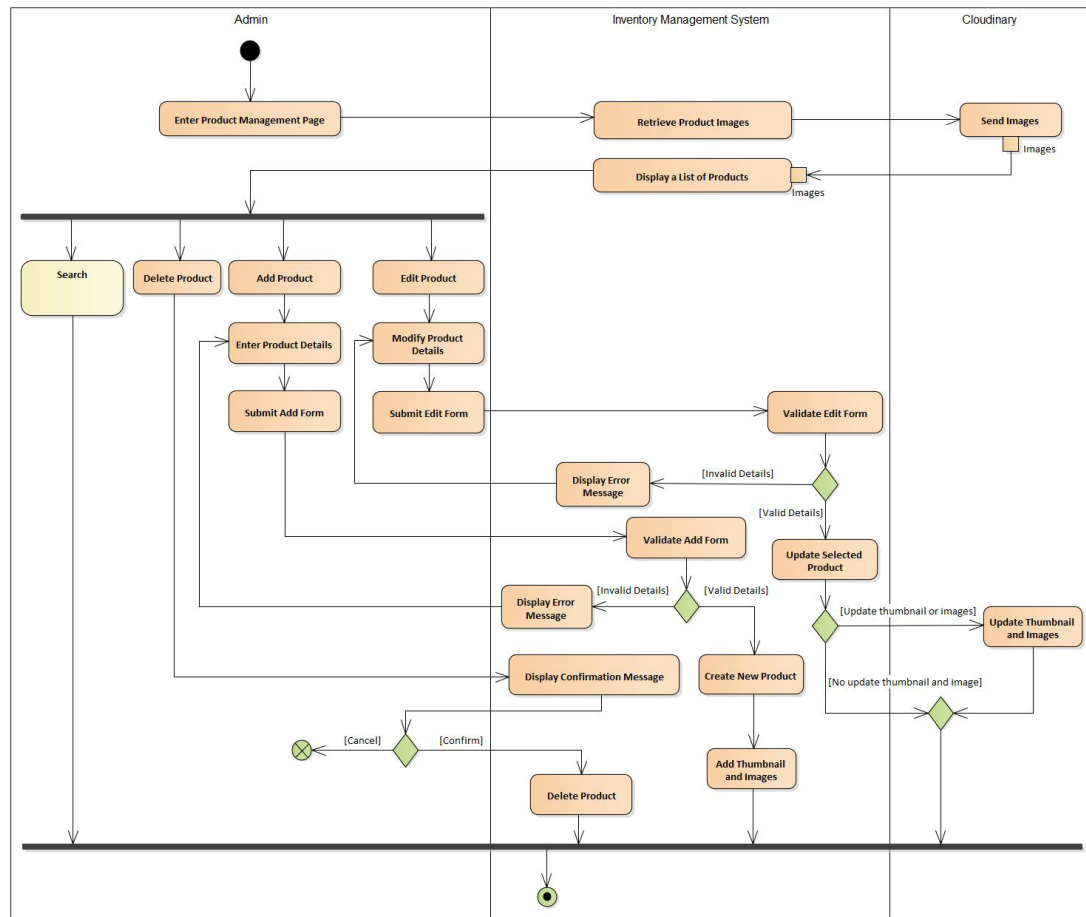 Admin
Inventory Management System
Cloudinary
Enter Product Management Page
Retrieve Product Images
Send Images
Images
Display a List of Products
Images
Search
Delete Product
Add Product
Edit Product
Enter Product Details
Modify Product
Details
Submit Add Form
Submit Edit Form
Validate Edit Form
[Invalid Details]
Display Error
Message
[Valid Details]
Validate Add Form
Update Selected
Product
[Invalid Details]
[Valid Details]
Display Error
Message
[Update thumbnail or images]
Update Thumbnail
and Images
Display Confirmation Message
Create New Product
[No update thumbnail and image]
[Cancel]
[Confirm]
Add Thumbnail
and Images
Delete Product